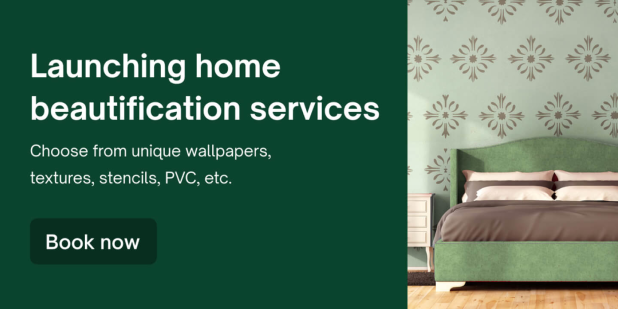 Launching home
beautification services
Choose from unique wallpapers,
textures, stencils, PVC, etc.
Book now